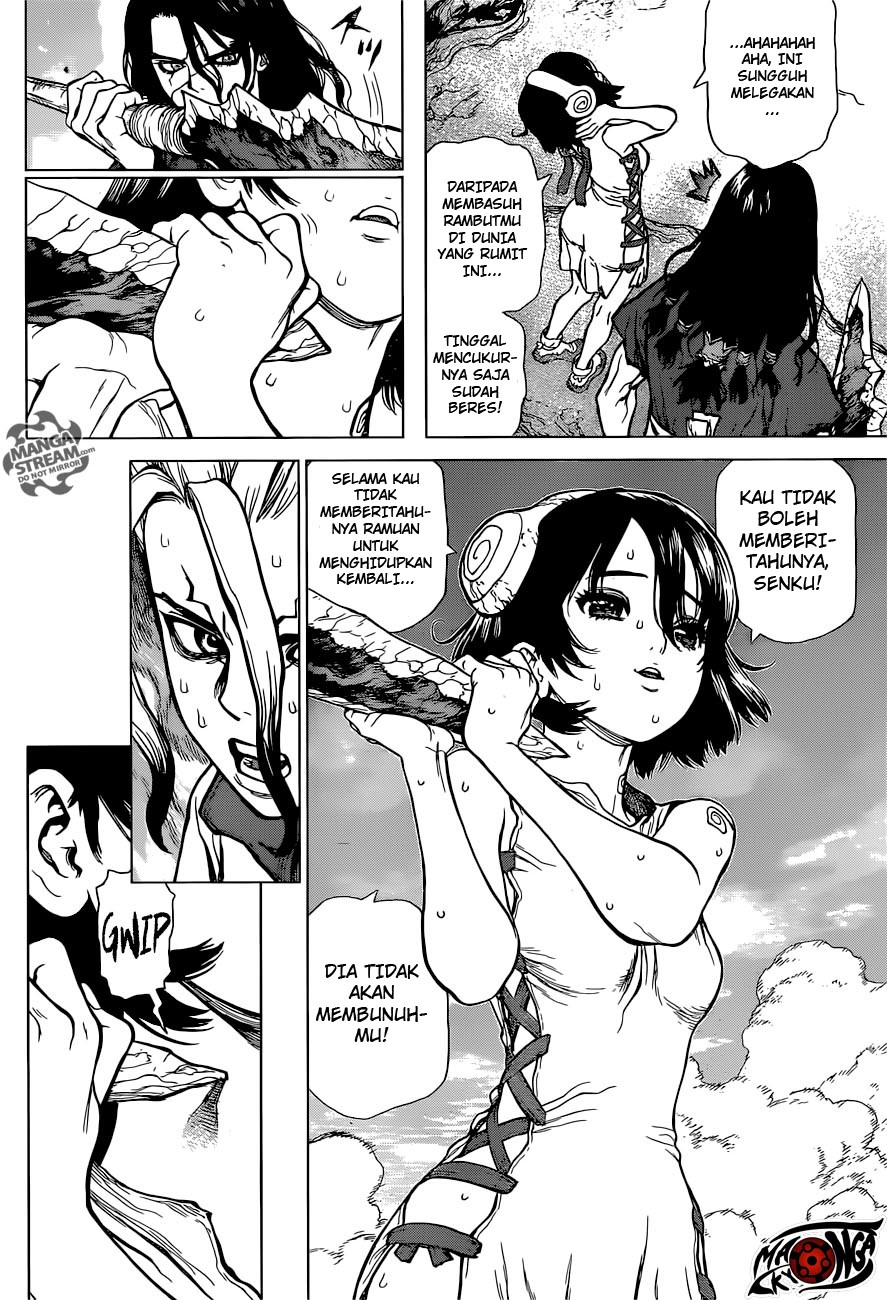 ...AHAHAHAH
AHA, INI
SUNGGUH
MELEGAKAN
...
DARIPADA
MEMBASUH
RAMBUTMU
DI DUNIA
YANG RUMIT
INI...
TINGGAL
MENCUKUR-
NYA SAJA
SUDAH
BERES!
KAU TIDAK
BOLEH
MEMBERI-
TAHUNYA,
SENKU!
SELAMA KAU
TIDAK
MEMBERITAHU-
NYA RAMUAN
UNTUK
MENGHIDUPKAN
KEMBALI...
DIA TIDAK
AKAN
MEMBUNUH-
MU!
GWIP
MANGA
STREAM.com
DO NOT MIRROR